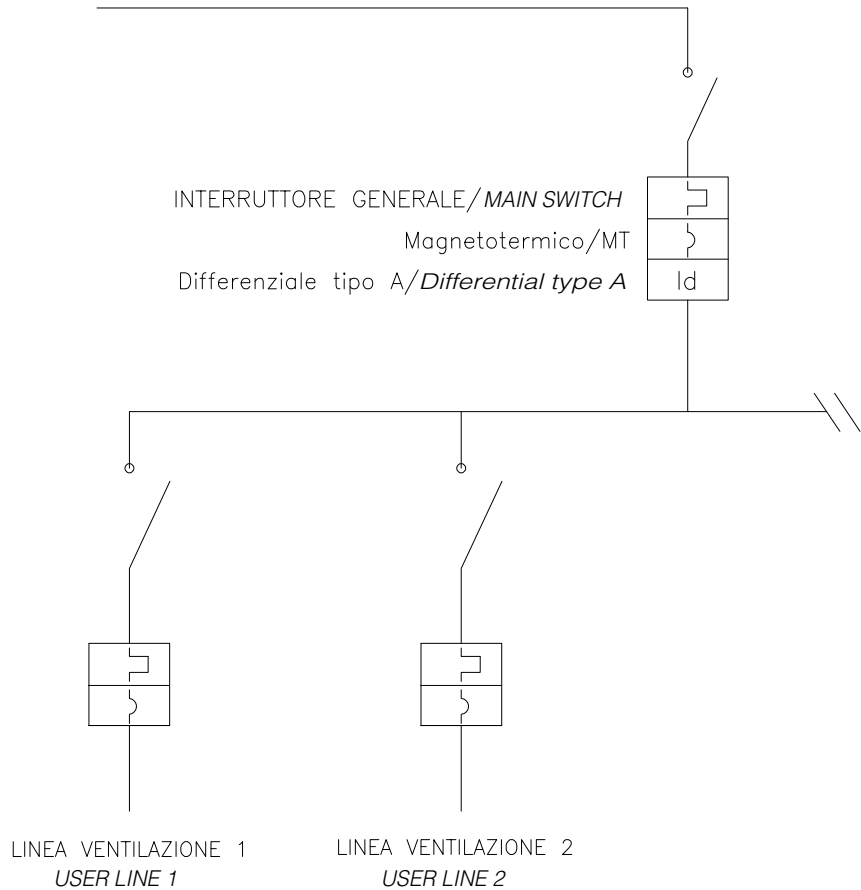 INTERRUTTORE GENERALE/MAIN SWITCH
Magnetotermico/MT
Differenziale tipo A/Differential type A
Id
LINEA VENTILAZIONE 1
USER LINE 1
LINEA VENTILAZIONE 2
USER LINE 2